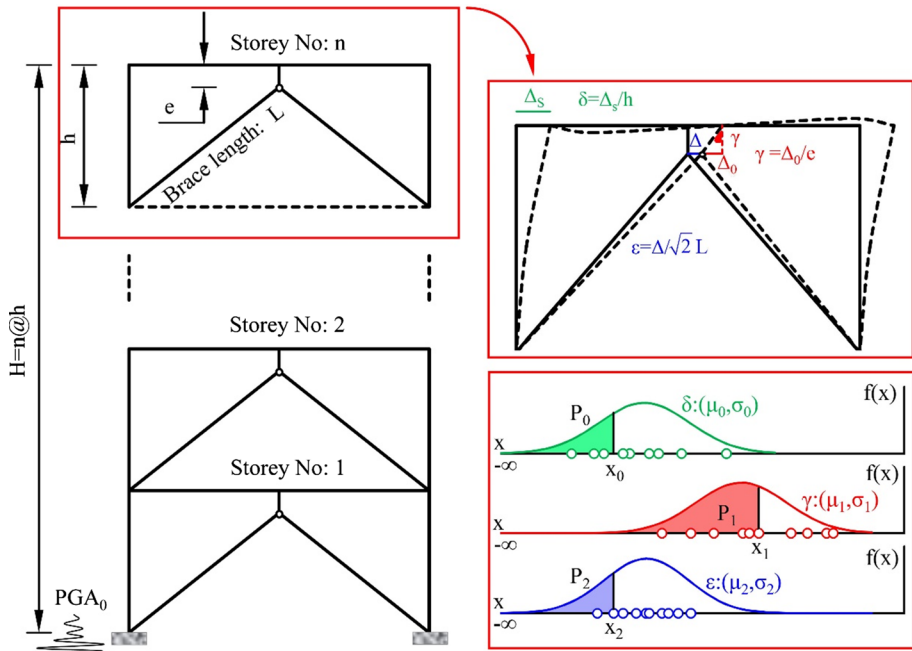 Storey No: n
e
h
Brace length: L
H=n@h
Storey No: 2
Storey No: 1
PGA₀
Δₛ δ=Δₛ/h
Δ γ
Δ₀ γ =Δ₀/e
ε=Δ/√2 L
f(x)
P₀ δ:(μ₀,σ₀)
x
-∞ x₀
f(x)
P₁ γ:(μ₁,σ₁)
x
-∞ x₁
f(x)
P₂ ε:(μ₂,σ₂)
x
-∞ x₂